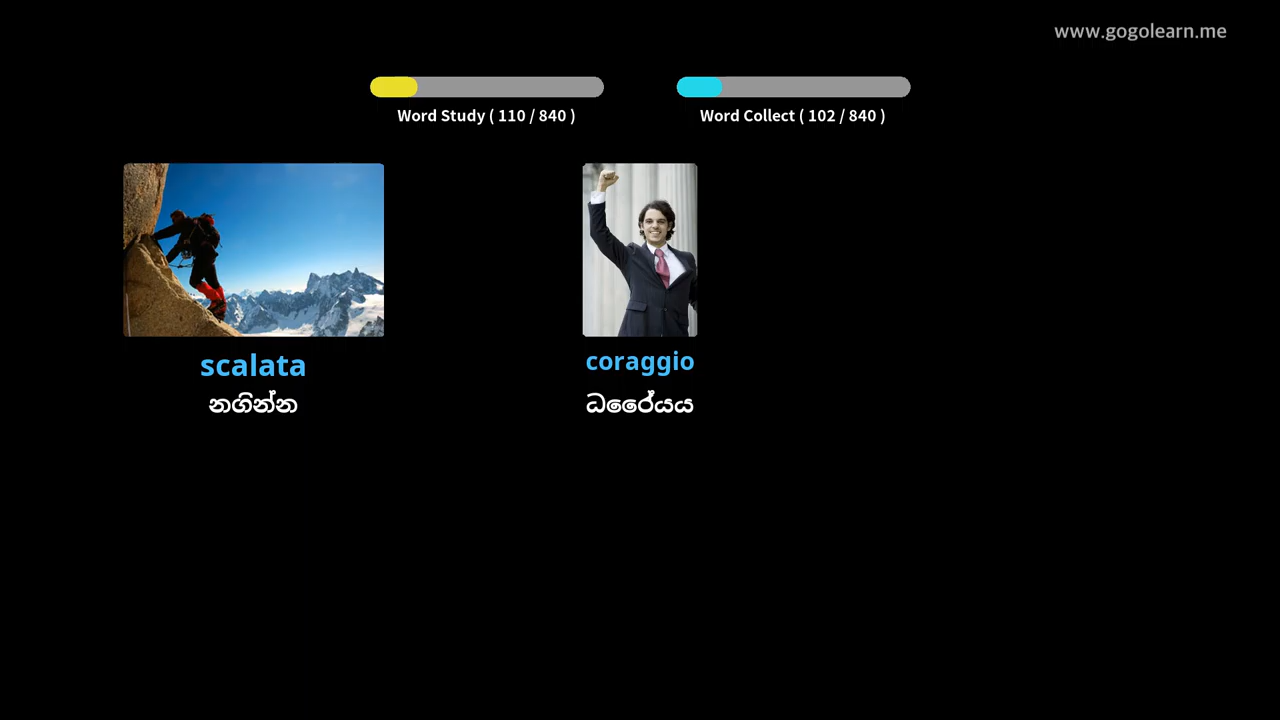 www.gogolearn.me
Word Study ( 110 / 840 )
Word Collect ( 102 / 840 )
scalata
නගින්න
coraggio
ධෛර්යය